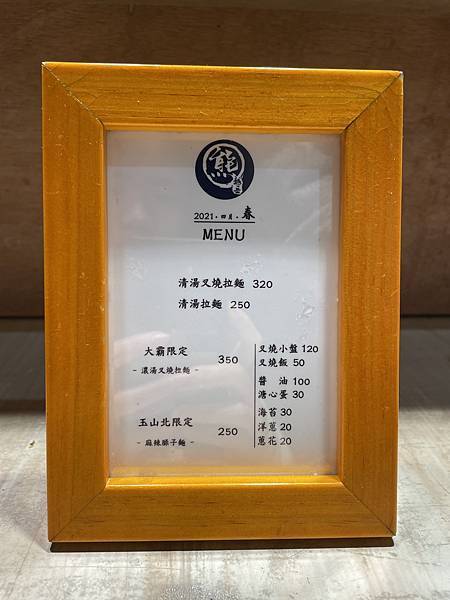 熊
2021.四月.春
MENU
清湯叉燒拉麵 320
清湯拉麵 250
大霸限定 350
- 濃湯叉燒拉麵 -
玉山北限定 250
- 麻辣臊子麵 -
叉燒小盤 120
叉燒飯 50
醬 油 100
溏心蛋 30
海苔 30
洋蔥 20
蔥花 20